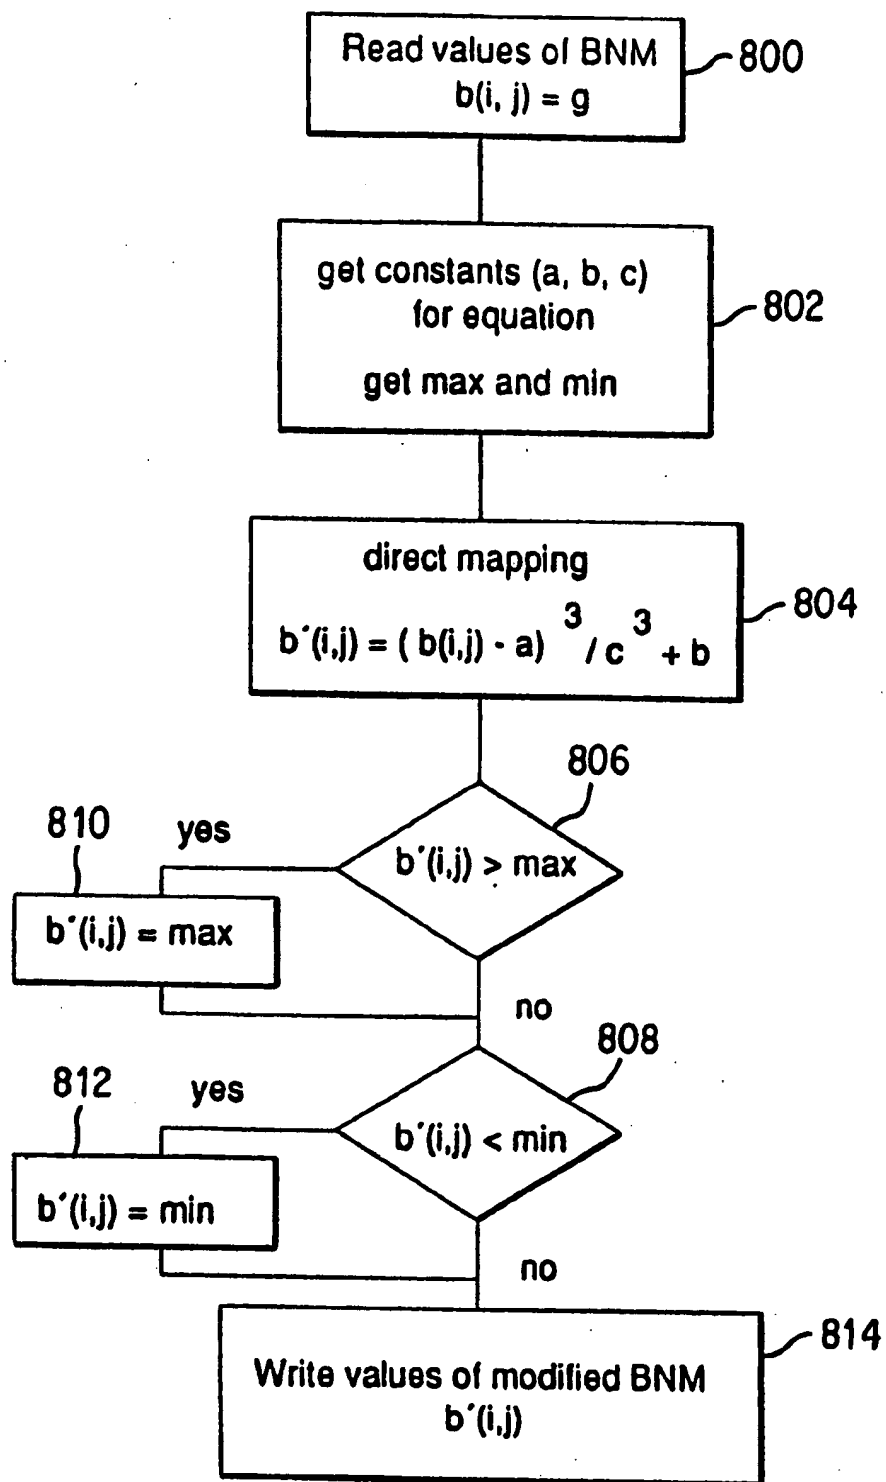 Read values of BNM
b(i, j) = g
800
get constants (a, b, c)
for equation
get max and min
802
direct mapping
b´(i,j) = ( b(i,j) - a) ³ / c ³ + b
804
806
b´(i,j) > max
yes
810
b´(i,j) = max
no
808
b´(i,j) < min
yes
812
b´(i,j) = min
no
Write values of modified BNM
b´(i,j)
814